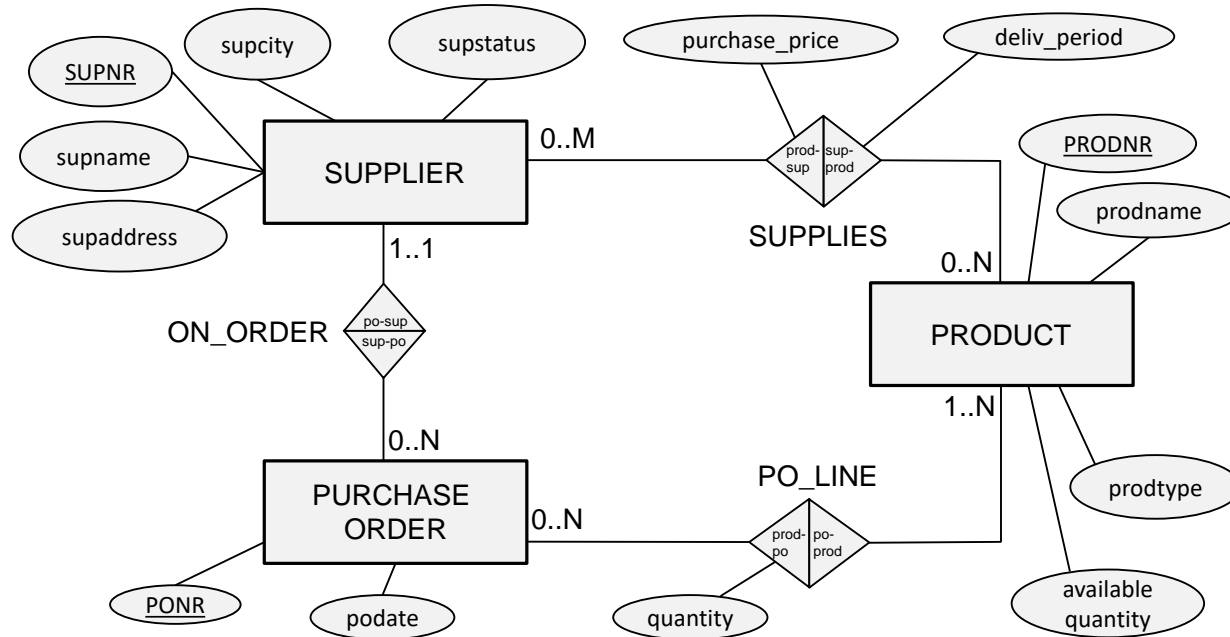 supcity
supstatus
purchase_price
deliv_period
SUPNR
supname
supaddress
SUPPLIER
0..M
prod-
sup
sup-
prod
SUPPLIES
PRODNR
prodname
1..1
0..N
ON_ORDER
po-sup
sup-po
PRODUCT
0..N
1..N
PURCHASE
ORDER
0..N
PO_LINE
prod-
po
po-
prod
prodtype
PONR
podate
quantity
available
quantity